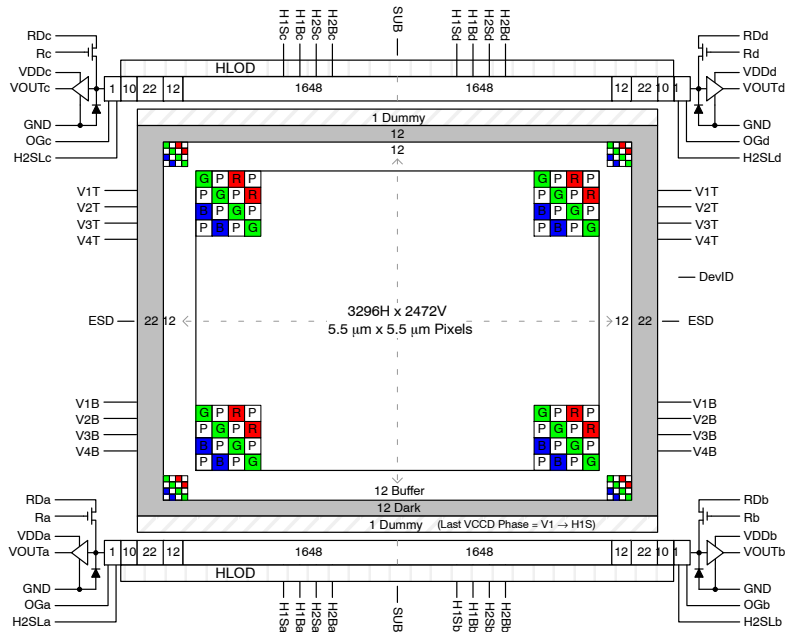 H1Sc H1Bc H2Sc H2Bc SUB H1Sd H1Bd H2Sd H2Bd
RDc
Rc
VDDc
VOUTc
GND
OGc
H2SLc
RDd
Rd
VDDd
VOUTd
GND
OGd
H2SLd
HLOD
1 10 22 12 1648 1648 12 22 10 1
1 Dummy
12
12
G P R P
P G P R
B P G P
P B P G
G P R P
P G P R
B P G P
P B P G
V1T
V2T
V3T
V4T
V1T
V2T
V3T
V4T
DevID
ESD
22 12
3296H x 2472V
5.5 μm x 5.5 μm Pixels
12 22
ESD
V1B
V2B
V3B
V4B
V1B
V2B
V3B
V4B
G P R P
P G P R
B P G P
P B P G
G P R P
P G P R
B P G P
P B P G
12 Buffer
12 Dark
1 Dummy (Last VCCD Phase = V1 → H1S)
RDa
Ra
VDDa
VOUTa
GND
OGa
H2SLa
RDb
Rb
VDDb
VOUTb
GND
OGb
H2SLb
1 10 22 12 1648 1648 12 22 10 1
HLOD
H1Sa H1Ba H2Sa H2Ba SUB H1Sb H1Bb H2Sb H2Bb